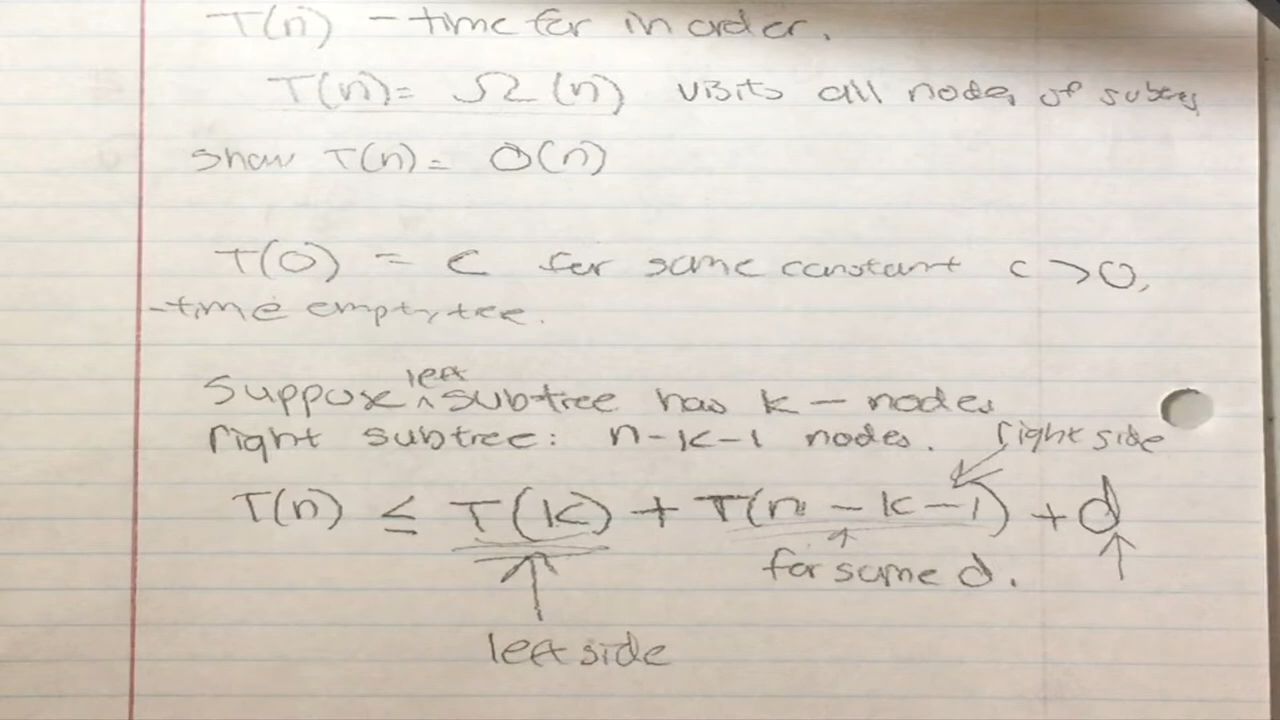 T(n) - time for in order.
T(n) = Ω(n) visits all nodes of subtree
show T(n) = O(n)
T(0) = c for some constant c > 0,
-time empty tree.
left
Suppose ^ subtree has k - nodes
right subtree: n-k-1 nodes.
right side
T(n) ≤ T(k) + T(n - k - 1) + d
for some d.
left side